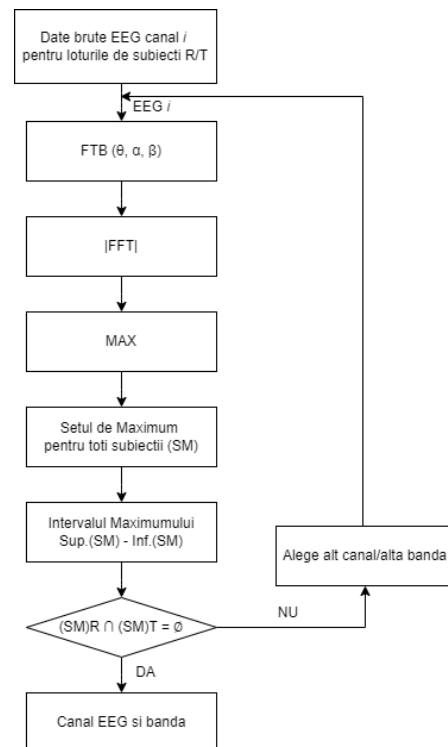 Date brute EEG canal i
pentru loturile de subiecti R/T
EEG i
FTB (θ, α, β)
|FFT|
MAX
Setul de Maximum
pentru toti subiectii (SM)
Intervalul Maximumului
Sup.(SM) - Inf.(SM)
Alege alt canal/alta banda
(SM)R ∩ (SM)T = ∅
NU
DA
Canal EEG si banda